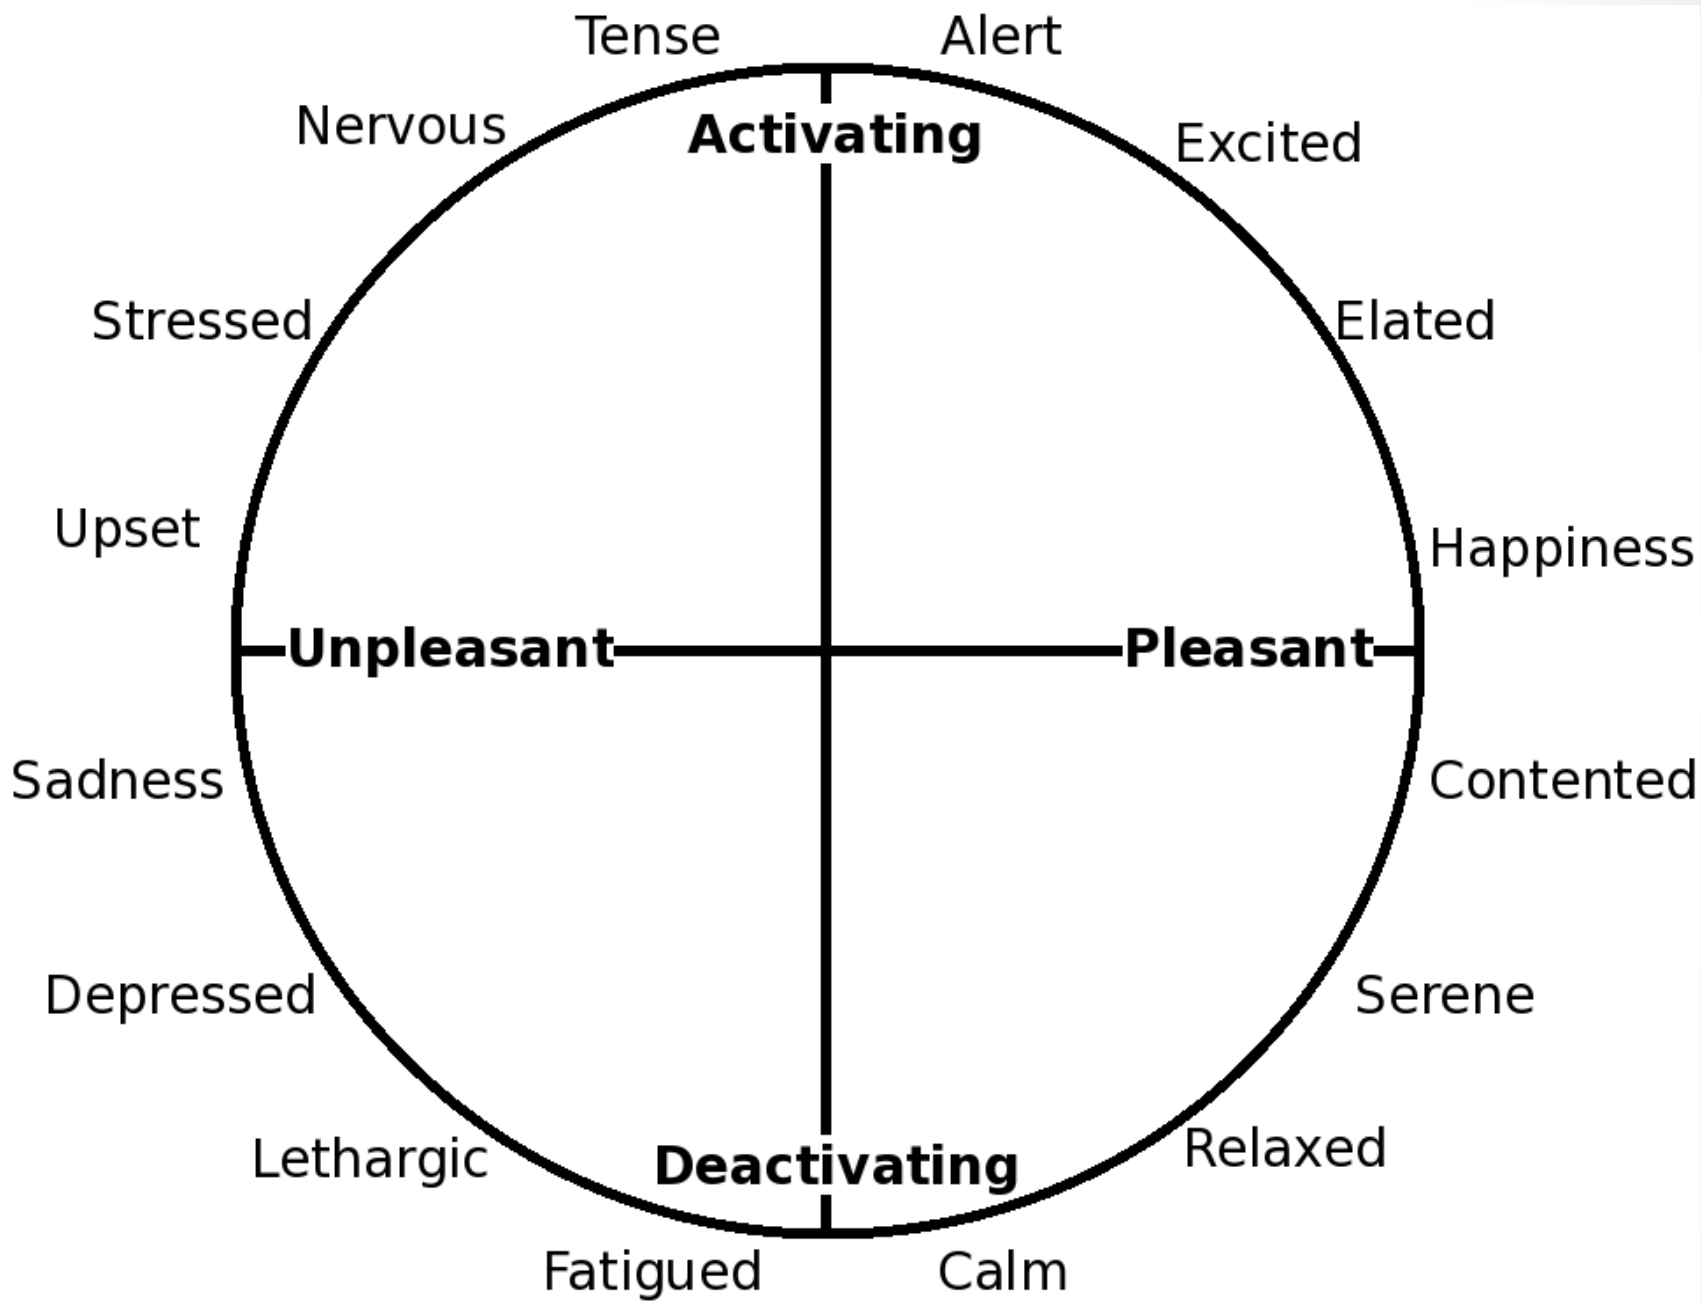 Tense
Alert
Nervous
Activating
Excited
Stressed
Elated
Upset
Happiness
Unpleasant
Pleasant
Sadness
Contented
Depressed
Serene
Lethargic
Deactivating
Relaxed
Fatigued
Calm